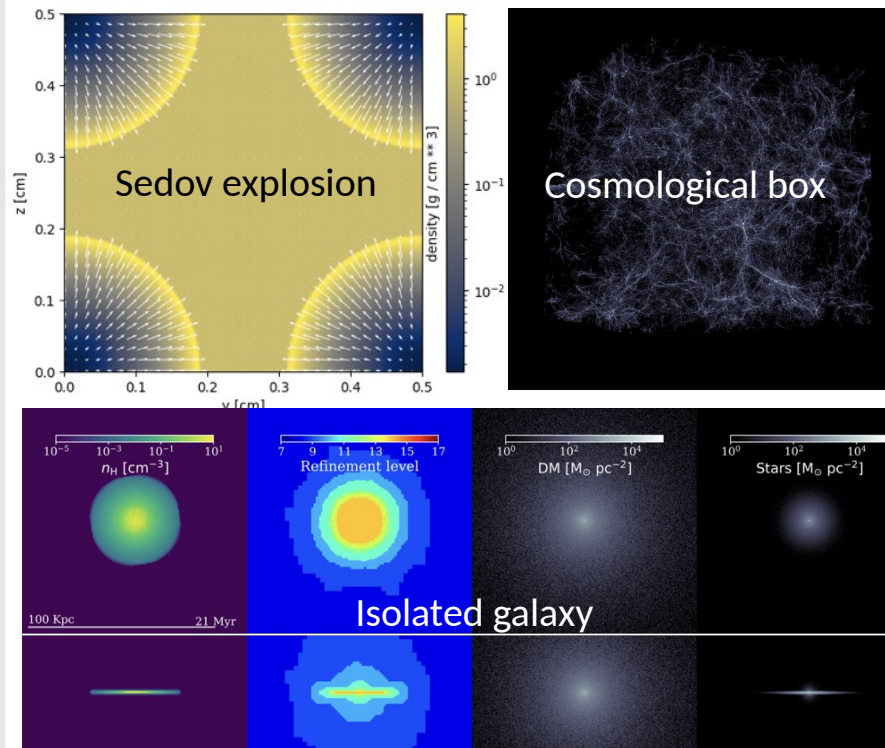 0.5
0.4
0.3
0.2
0.1
0.0
z [cm]
0.0 0.1 0.2 0.3 0.4 0.5
y [cm]
Sedov explosion
10⁰
10⁻¹
10⁻²
density [g / cm ** 3]
Cosmological box
10⁻⁵ 10⁻³ 10⁻¹ 10¹
n_H [cm⁻³]
7 9 11 13 15 17
Refinement level
10⁰ 10² 10⁴
DM [M⊙ pc⁻²]
10⁰ 10² 10⁴
Stars [M⊙ pc⁻²]
Isolated galaxy
100 Kpc 21 Myr